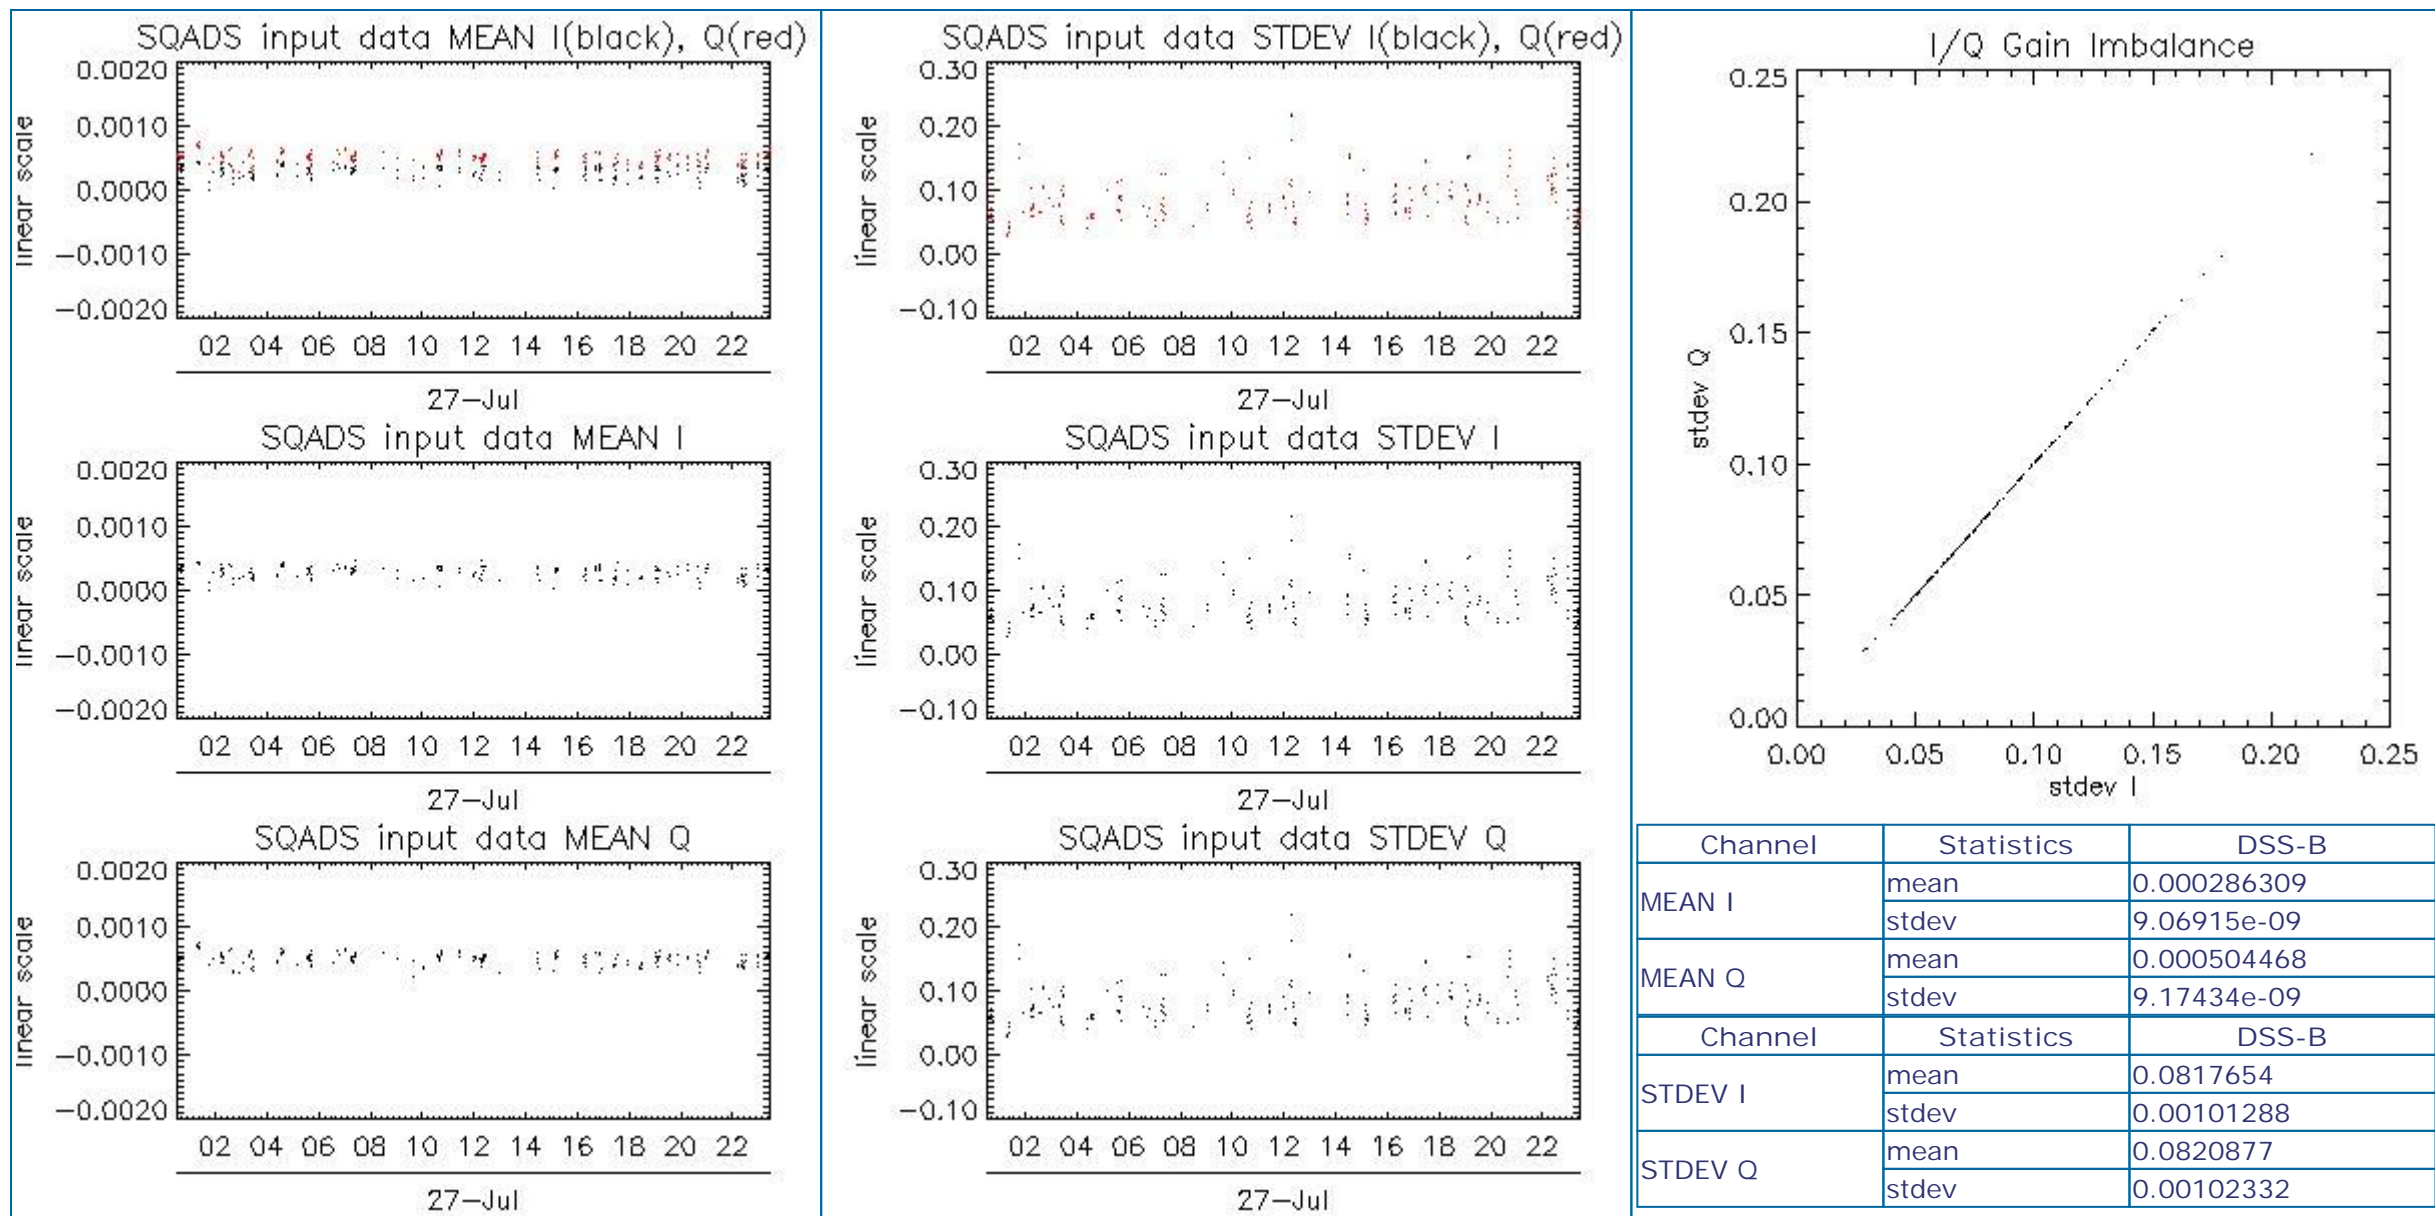 SQADS input data MEAN I(black), Q(red)
linear scale
0.0020
0.0010
0.0000
−0.0010
−0.0020
02 04 06 08 10 12 14 16 18 20 22
27−Jul
SQADS input data MEAN I
linear scale
0.0020
0.0010
0.0000
−0.0010
−0.0020
02 04 06 08 10 12 14 16 18 20 22
27−Jul
SQADS input data MEAN Q
linear scale
0.0020
0.0010
0.0000
−0.0010
−0.0020
02 04 06 08 10 12 14 16 18 20 22
27−Jul
SQADS input data STDEV I(black), Q(red)
linear scale
0.30
0.20
0.10
0.00
−0.10
02 04 06 08 10 12 14 16 18 20 22
27−Jul
SQADS input data STDEV I
linear scale
0.30
0.20
0.10
0.00
−0.10
02 04 06 08 10 12 14 16 18 20 22
27−Jul
SQADS input data STDEV Q
linear scale
0.30
0.20
0.10
0.00
−0.10
02 04 06 08 10 12 14 16 18 20 22
27−Jul
I/Q Gain Imbalance
stdev Q
0.25
0.20
0.15
0.10
0.05
0.00
0.00 0.05 0.10 0.15 0.20 0.25
stdev I
Channel Statistics DSS-B
MEAN I mean 0.000286309
stdev 9.06915e-09
MEAN Q mean 0.000504468
stdev 9.17434e-09
Channel Statistics DSS-B
STDEV I mean 0.0817654
stdev 0.00101288
STDEV Q mean 0.0820877
stdev 0.00102332